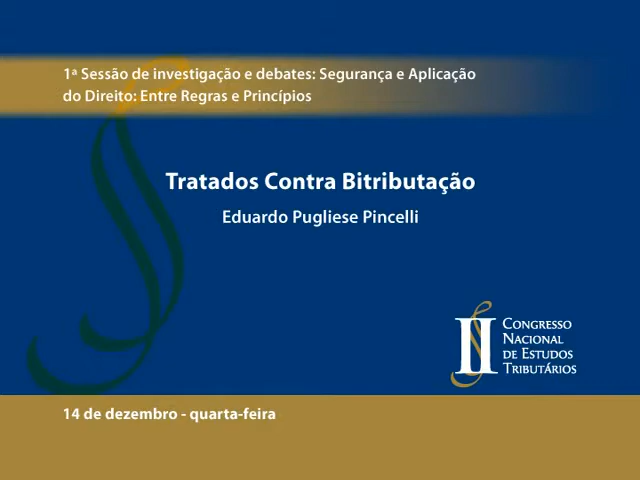 1ª Sessão de investigação e debates: Segurança e Aplicação
do Direito: Entre Regras e Princípios
Tratados Contra Bitributação
Eduardo Pugliese Pincelli
II
Congresso
Nacional
de Estudos
Tributários
14 de dezembro - quarta-feira